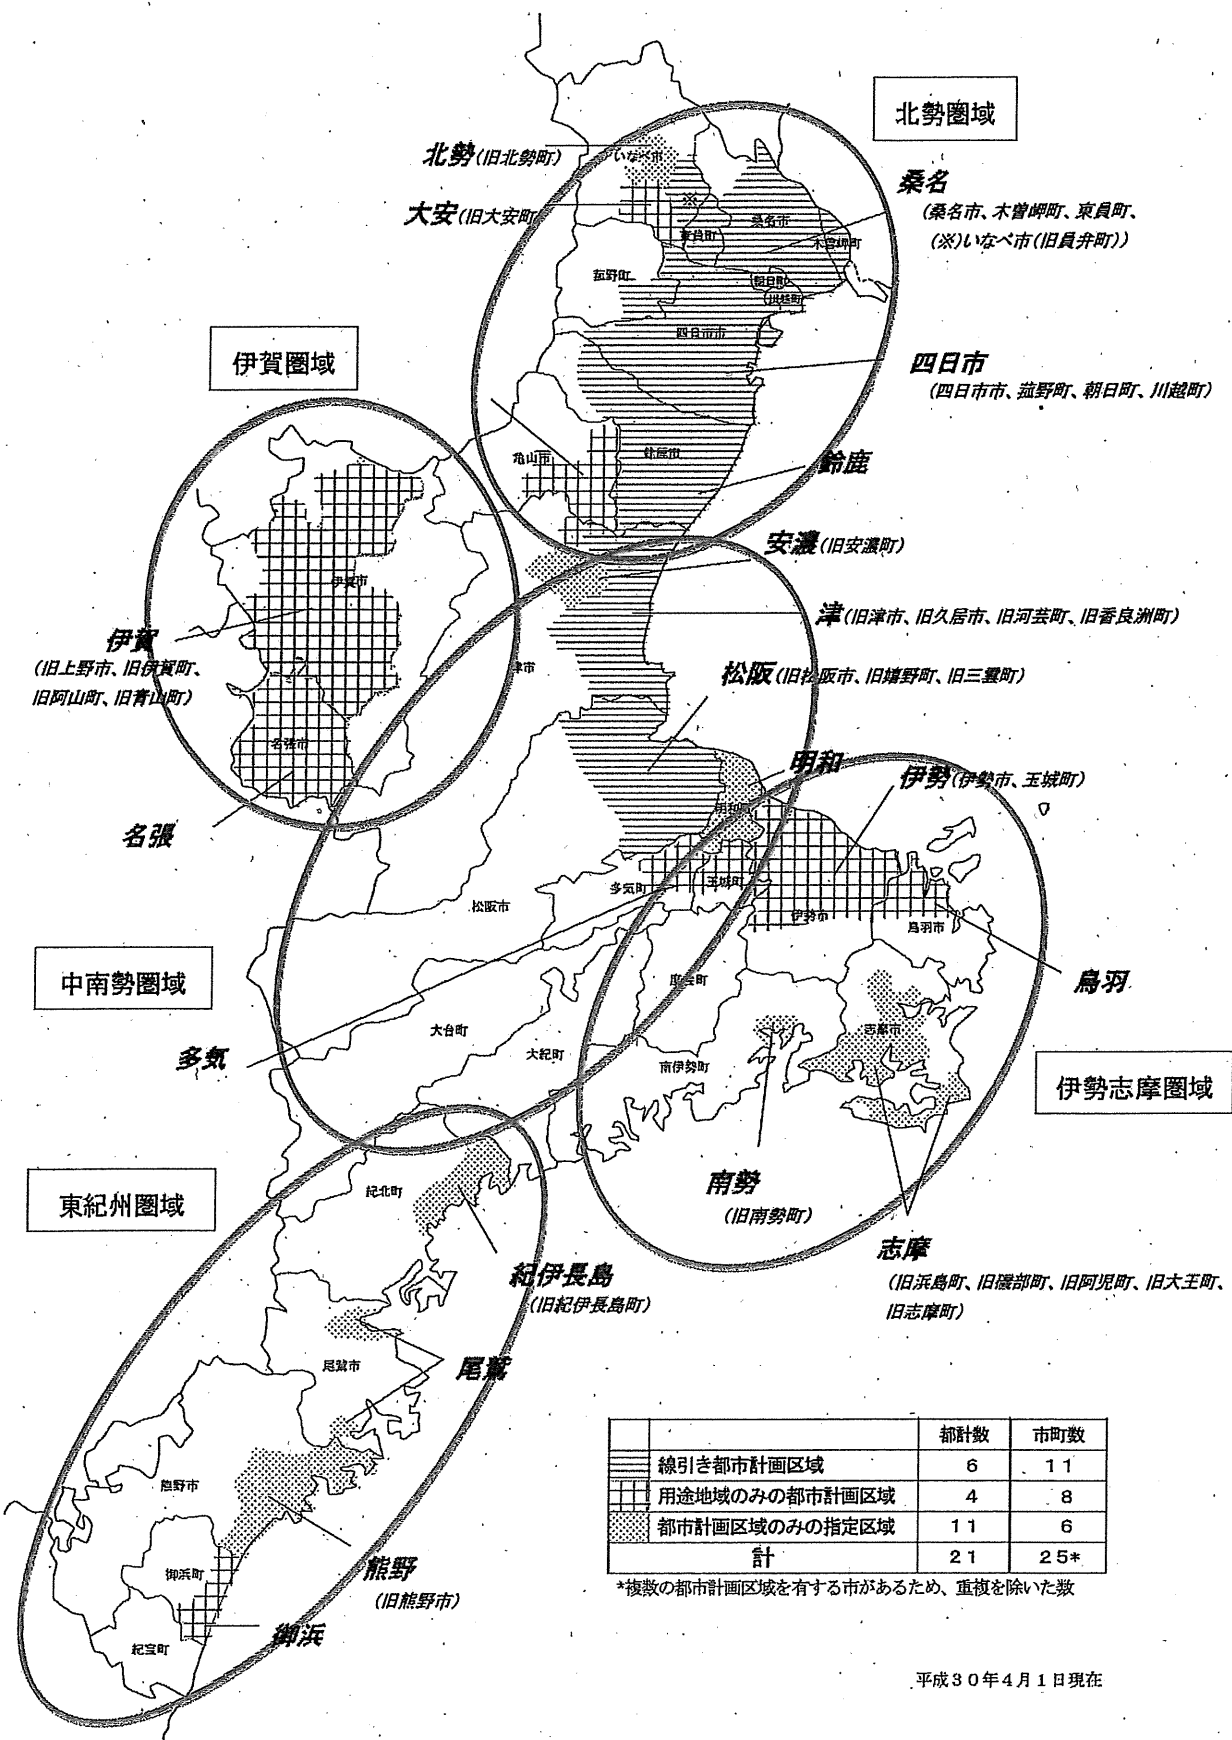 北勢圏域
北勢(旧北勢町)
いなべ市
桑名
大安(旧大安町)
※
(桑名市、木曽岬町、東員町、
(※)いなべ市(旧員弁町))
桑名市
東員町
木曽岬町
菰野町
朝日町
川越町
四日市市
伊賀圏域
四日市
(四日市市、菰野町、朝日町、川越町)
亀山市
鈴鹿市
鈴鹿
安濃(旧安濃町)
伊賀市
津(旧津市、旧久居市、旧河芸町、旧香良洲町)
伊賀
(旧上野市、旧伊賀町、
旧阿山町、旧青山町)
津市
松阪(旧松阪市、旧嬉野町、旧三雲町)
名張市
明和
伊勢(伊勢市、玉城町)
名張
明和町
多気町
玉城町
松阪市
伊勢市
鳥羽市
中南勢圏域
度会町
鳥羽
多気
大台町
大紀町
志摩市
南伊勢町
伊勢志摩圏域
東紀州圏域
紀北町
南勢
(旧南勢町)
志摩
(旧浜島町、旧磯部町、旧阿児町、旧大王町、
旧志摩町)
紀伊長島
(旧紀伊長島町)
尾鷲市
尾鷲
熊野市
熊野
(旧熊野市)
御浜町
御浜
紀宝町
都計数 市町数
線引き都市計画区域 6 11
用途地域のみの都市計画区域 4 8
都市計画区域のみの指定区域 11 6
計 21 25*
*複数の都市計画区域を有する市があるため、重複を除いた数
平成30年4月1日現在